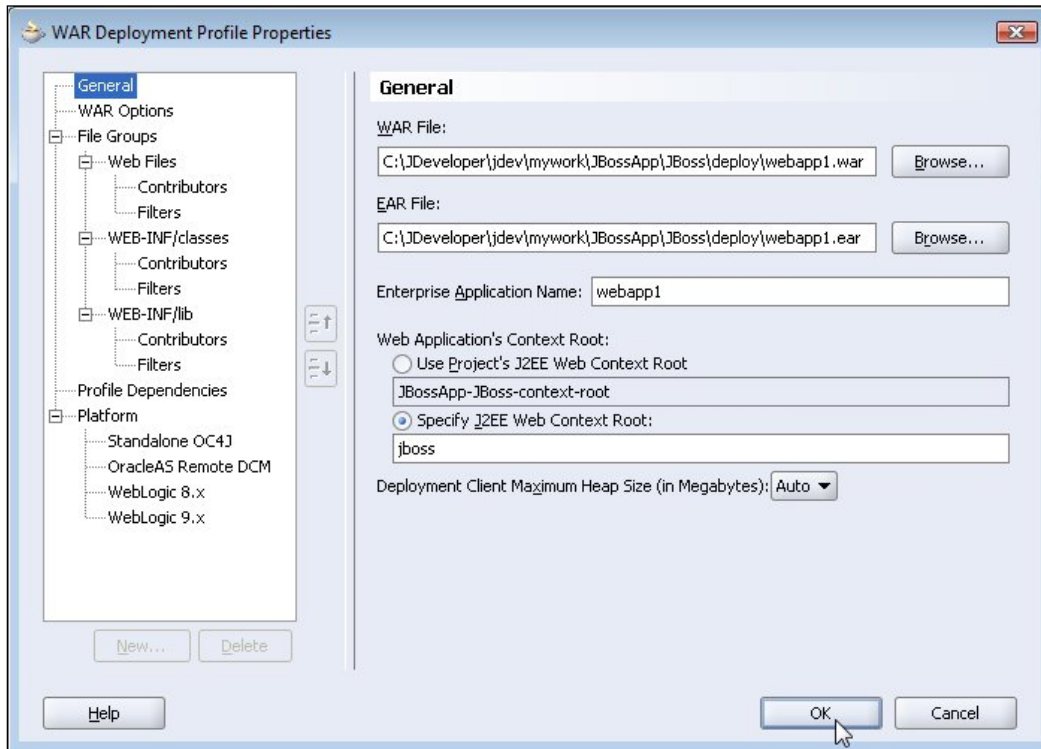 WAR Deployment Profile Properties
General
WAR Options
File Groups
Web Files
Contributors
Filters
WEB-INF/classes
Contributors
Filters
WEB-INF/lib
Contributors
Filters
Profile Dependencies
Platform
Standalone OC4J
OracleAS Remote DCM
WebLogic 8.x
WebLogic 9.x
New...
Delete
General
WAR File:
C:\JDeveloper\jdev\mywork\JBossApp\JBoss\deploy\webapp1.war
Browse...
EAR File:
C:\JDeveloper\jdev\mywork\JBossApp\JBoss\deploy\webapp1.ear
Browse...
Enterprise Application Name: webapp1
Web Application's Context Root:
Use Project's J2EE Web Context Root
JBossApp-JBoss-context-root
Specify J2EE Web Context Root:
jboss
Deployment Client Maximum Heap Size (in Megabytes): Auto
Help
OK
Cancel